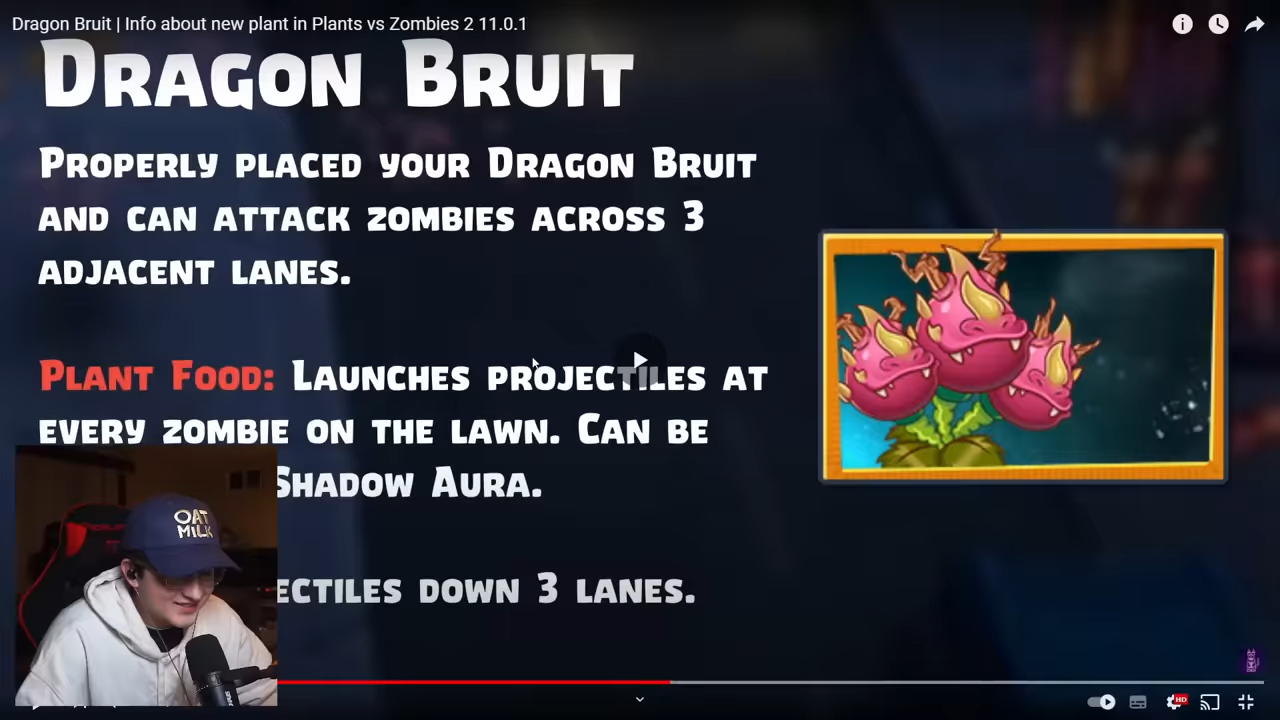 Dragon Bruit | Info about new plant in Plants vs Zombies 2 11.0.1
DRAGON BRUIT
PROPERLY PLACED YOUR DRAGON BRUIT
AND CAN ATTACK ZOMBIES ACROSS 3
ADJACENT LANES.
PLANT FOOD: LAUNCHES PROJECTILES AT
EVERY ZOMBIE ON THE LAWN. CAN BE
SHADOW AURA.
OAT
MILK
ECTILES DOWN 3 LANES.
HD